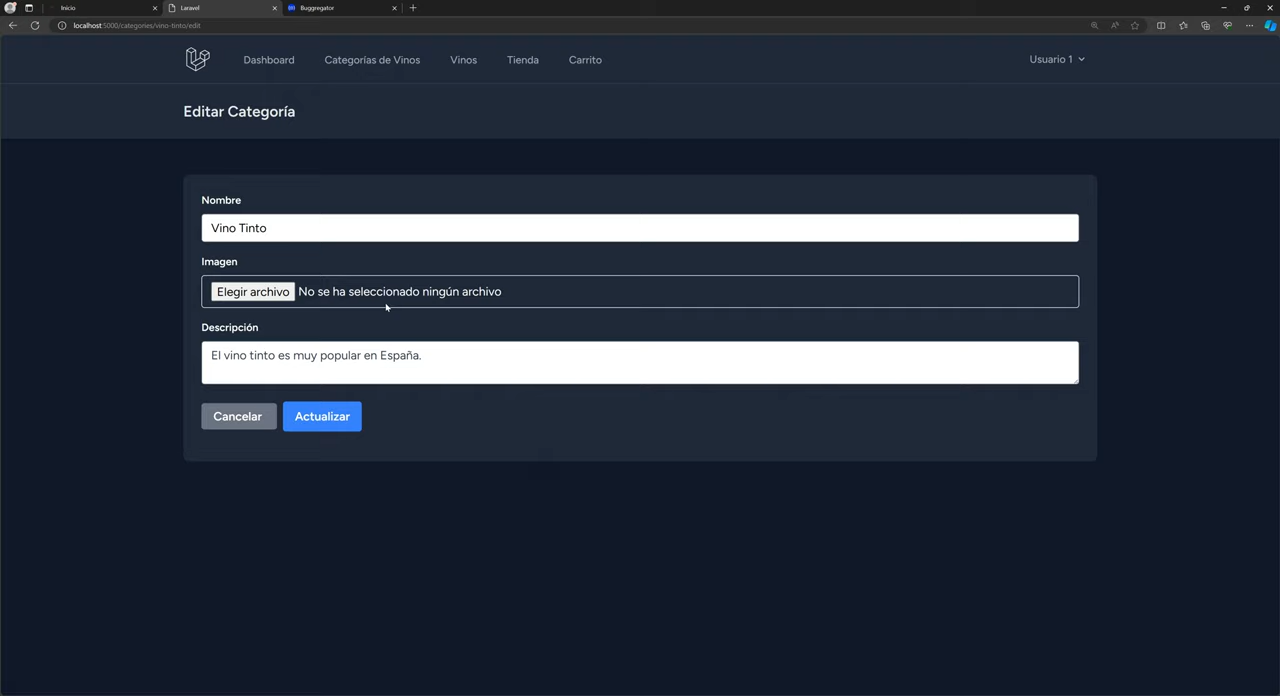 Inicio
Laravel
Buggregator
localhost:5000/categories/vino-tinto/edit
Dashboard
Categorías de Vinos
Vinos
Tienda
Carrito
Usuario 1
Editar Categoría
Nombre
Vino Tinto
Imagen
Elegir archivo No se ha seleccionado ningún archivo
Descripción
El vino tinto es muy popular en España.
Cancelar
Actualizar